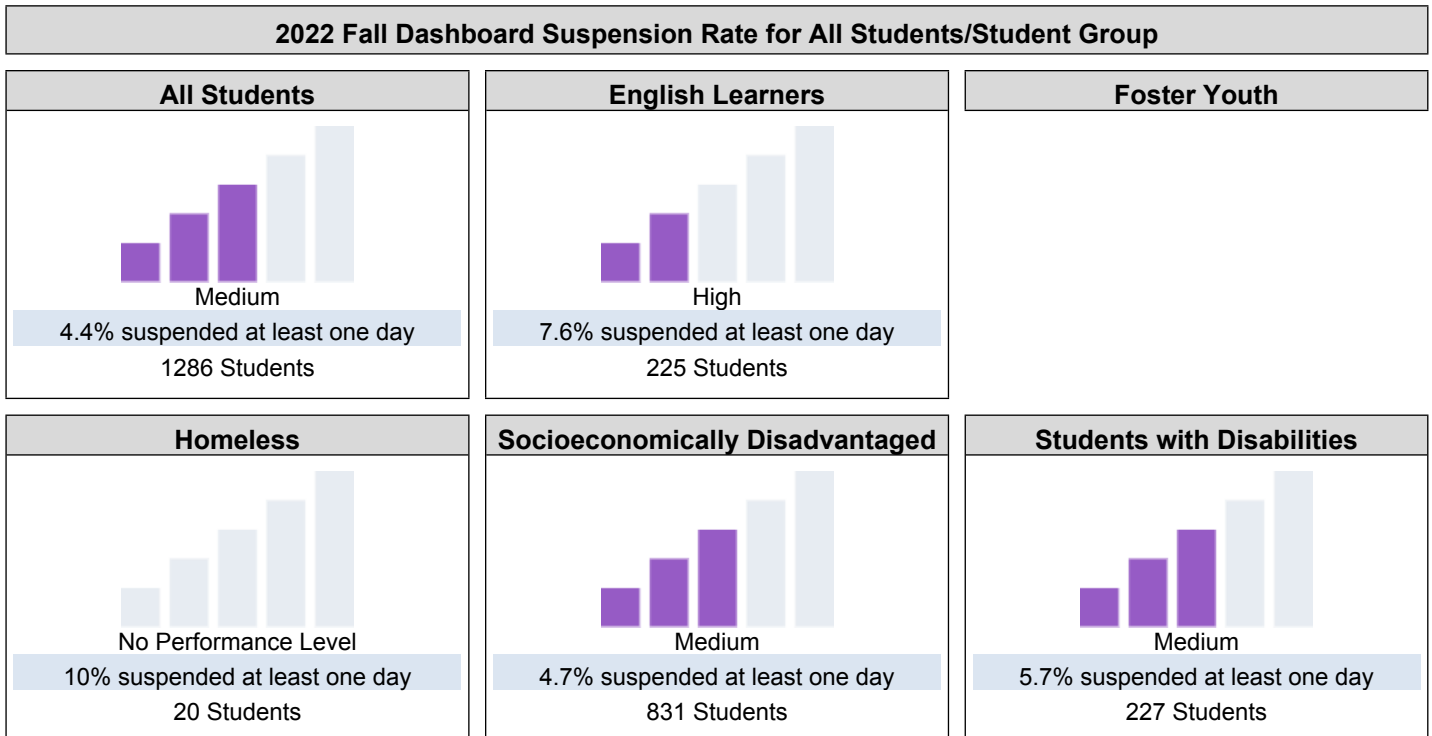 2022 Fall Dashboard Suspension Rate for All Students/Student Group
All Students
Medium
4.4% suspended at least one day
1286 Students
English Learners
High
7.6% suspended at least one day
225 Students
Foster Youth
Homeless
No Performance Level
10% suspended at least one day
20 Students
Socioeconomically Disadvantaged
Medium
4.7% suspended at least one day
831 Students
Students with Disabilities
Medium
5.7% suspended at least one day
227 Students